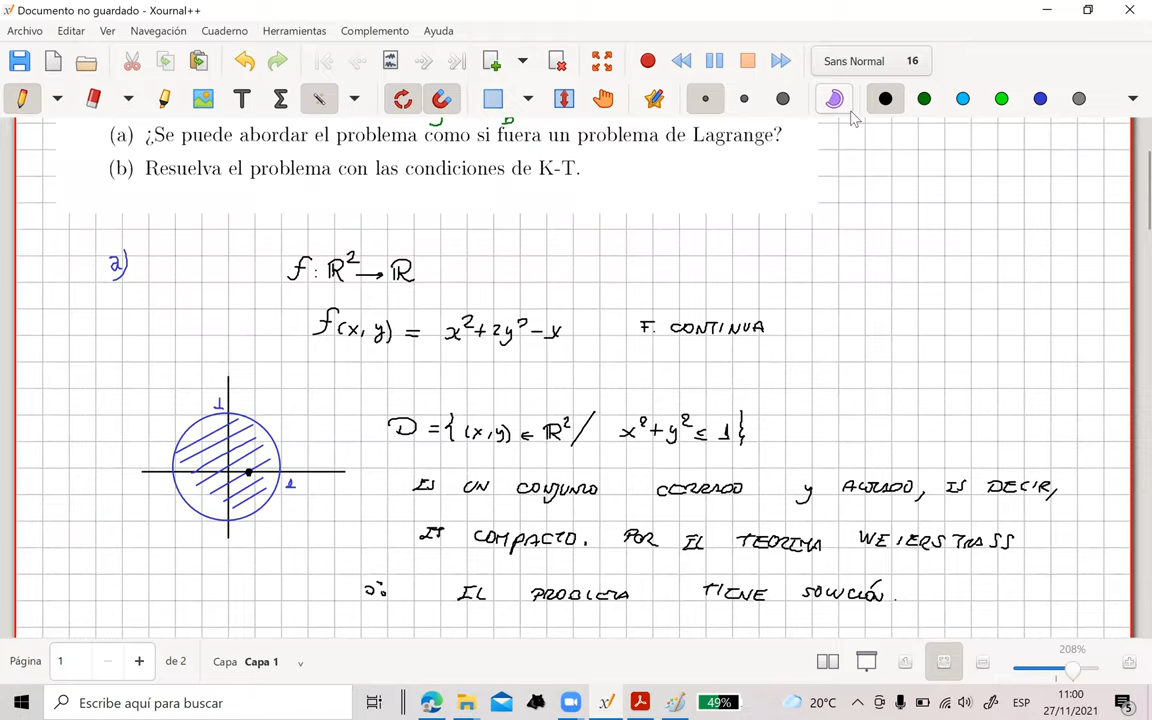 Documento no guardado - Xournal++
Archivo Editar Ver Navegación Cuaderno Herramientas Complemento Ayuda
Sans Normal 16
(a) ¿Se puede abordar el problema como si fuera un problema de Lagrange?
(b) Resuelva el problema con las condiciones de K-T.
a)
f: ℝ² → ℝ
f(x, y) = x² + 2y² - x F. CONTINUA
1
D = { (x, y) ∈ ℝ² / x² + y² ≤ 1 }
1
ES UN CONJUNTO CERRADO y ACOTADO, ES DECIR,
ES COMPACTO. POR EL TEOREMA WEIERSTRASS
EL PROBLEMA TIENE SOLUCIÓN.
Página 1 de 2 Capa Capa 1 208%
Escribe aquí para buscar 49% 20°C ESP 11:00 27/11/2021 5